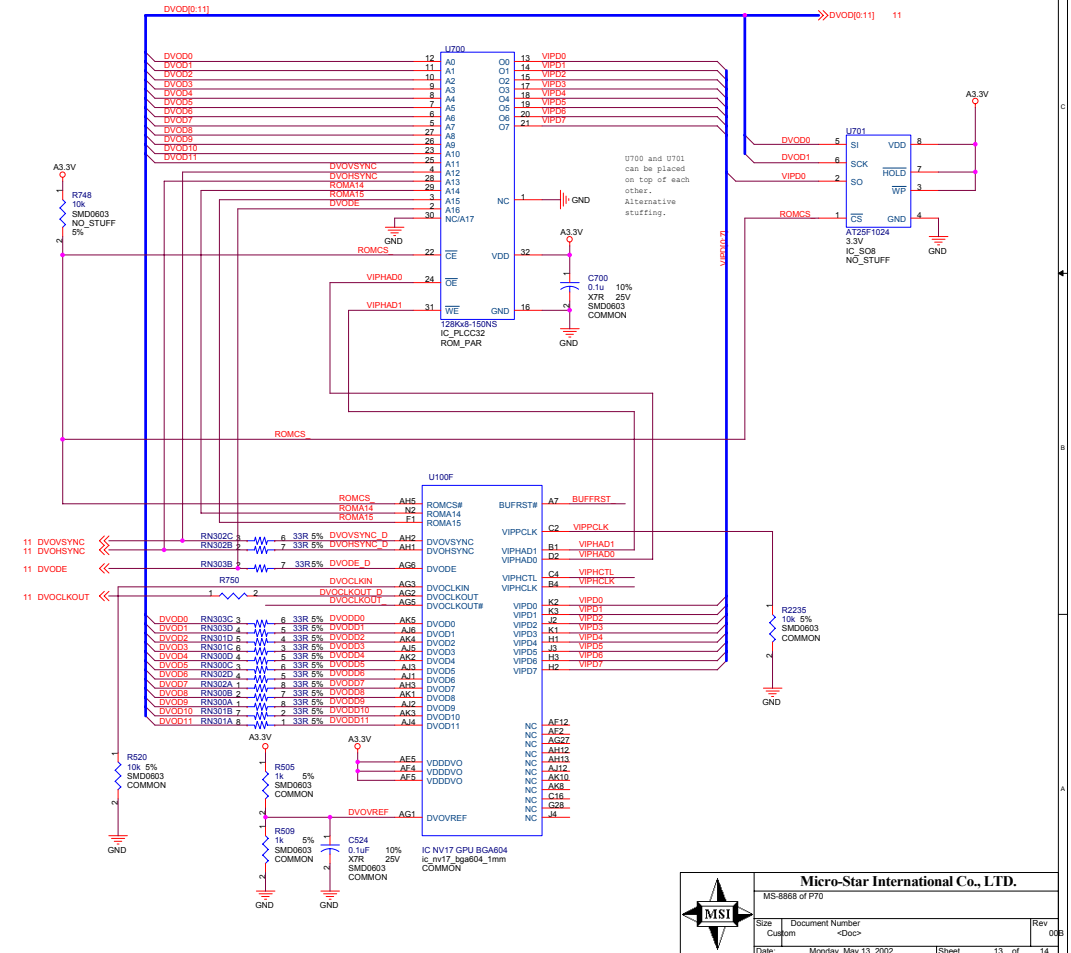 DVOD[0:11]
DVOD[0:11] 11
U700
DVOD0 12 A0 O0 13 VIPD0
DVOD1 11 A1 O1 14 VIPD1
DVOD2 10 A2 O2 15 VIPD2
DVOD3 9 A3 O3 17 VIPD3
DVOD4 8 A4 O4 18 VIPD4
DVOD5 7 A5 O5 19 VIPD5
DVOD6 6 A6 O6 20 VIPD6
DVOD7 5 A7 O7 21 VIPD7
DVOD8 27 A8
DVOD9 26 A9
DVOD10 23 A10
DVOD11 25 A11
DVOVSYNC 4 A12
DVOHSYNC 28 A13
ROMA14 29 A14
ROMA15 3 A15 NC 1 GND
DVODE 2 A16
30 NC/A17
GND
ROMCS_ 22 CE VDD 32
VIPHAD0 24 OE
VIPHAD1 31 WE GND 16
128Kx8-150NS
IC_PLCC32
ROM_PAR
A3.3V
1
C700
0.1u 10%
X7R 25V
SMD0603
COMMON
2
GND
U700 and U701
can be placed
on top of each
other.
Alternative
stuffing.
VIPD[0:7]
A3.3V
U701
DVOD0 5 SI VDD 8
DVOD1 6 SCK HOLD 7
VIPD0 2 SO WP 3
ROMCS_ 1 CS GND 4
AT25F1024
3.3V
IC_SO8
NO_STUFF
GND
A3.3V
1
R748
10k
SMD0603
NO_STUFF
5%
2
ROMCS_
C
B
A
U100F
ROMCS_ AH5 ROMCS# BUFRST# A7 BUFFRST
ROMA14 N2 ROMA14
ROMA15 F1 ROMA15
VIPPCLK C2 VIPPCLK
11 DVOVSYNC RN302C 3 6 33R 5% DVOVSYNC_D AH2 DVOVSYNC
11 DVOHSYNC RN302B 2 7 33R 5% DVOHSYNC_D AH1 DVOHSYNC
VIPHAD1 B1 VIPHAD1
VIPHAD0 D2 VIPHAD0
11 DVODE RN303B 7 33R5% DVODE_D AG6 DVODE
VIPHCTL C4 VIPHCTL
VIPHCLK B4 VIPHCLK
R750
DVOCLKIN AG3 DVOCLKIN
11 DVOCLKOUT 1 2 DVOCLKOUT_D AG2 DVOCLKOUT
DVOCLKOUT_ AG5 DVOCLKOUT#
VIPD0 K2 VIPD0
VIPD1 K3 VIPD1
VIPD2 J2 VIPD2
VIPD3 K1 VIPD3
VIPD4 H1 VIPD4
VIPD5 J3 VIPD5
VIPD6 H3 VIPD6
VIPD7 H2 VIPD7
DVOD0 RN303C 3 6 33R 5% DVODD0 AK5 DVOD0
DVOD1 RN303D 4 5 33R 5% DVODD1 AJ6 DVOD1
DVOD2 RN301D 5 4 33R 5% DVODD2 AK4 DVOD2
DVOD3 RN301C 6 3 33R 5% DVODD3 AJ5 DVOD3
DVOD4 RN300D 4 5 33R 5% DVODD4 AK2 DVOD4
DVOD5 RN300C 3 6 33R 5% DVODD5 AJ3 DVOD5
DVOD6 RN302D 4 5 33R 5% DVODD6 AJ1 DVOD6
DVOD7 RN302A 1 8 33R 5% DVODD7 AH3 DVOD7
DVOD8 RN300B 2 7 33R 5% DVODD8 AK1 DVOD8
DVOD9 RN300A 1 8 33R 5% DVODD9 AJ2 DVOD9
DVOD10 RN301B 7 2 33R 5% DVODD10 AK3 DVOD10
DVOD11 RN301A 8 1 33R 5% DVODD11 AJ4 DVOD11
1
R2235
10k 5%
SMD0603
COMMON
2
GND
NC AF12
NC AF2
NC AG27
NC AH12
NC AH13
NC AJ12
NC AK10
NC AK8
NC C16
NC G28
NC J4
A3.3V
A3.3V
AE5 VDDDVO
AF4 VDDDVO
AF5 VDDDVO
1
R520
10k 5%
SMD0603
COMMON
2
GND
1
R505
1k 5%
SMD0603
COMMON
2
DVOVREF AG1 DVOVREF
1
R509
1k 5%
SMD0603
COMMON
2
GND
1
C524
0.1uF 10%
X7R 25V
SMD0603
COMMON
2
GND
IC NV17 GPU BGA604
ic_nv17_bga604_1mm
COMMON
MSI
Micro-Star International Co., LTD.
MS-8868 of P70
Size Document Number Rev
Custom <Doc> 00B
Date: Monday, May 13, 2002 Sheet 13 of 14